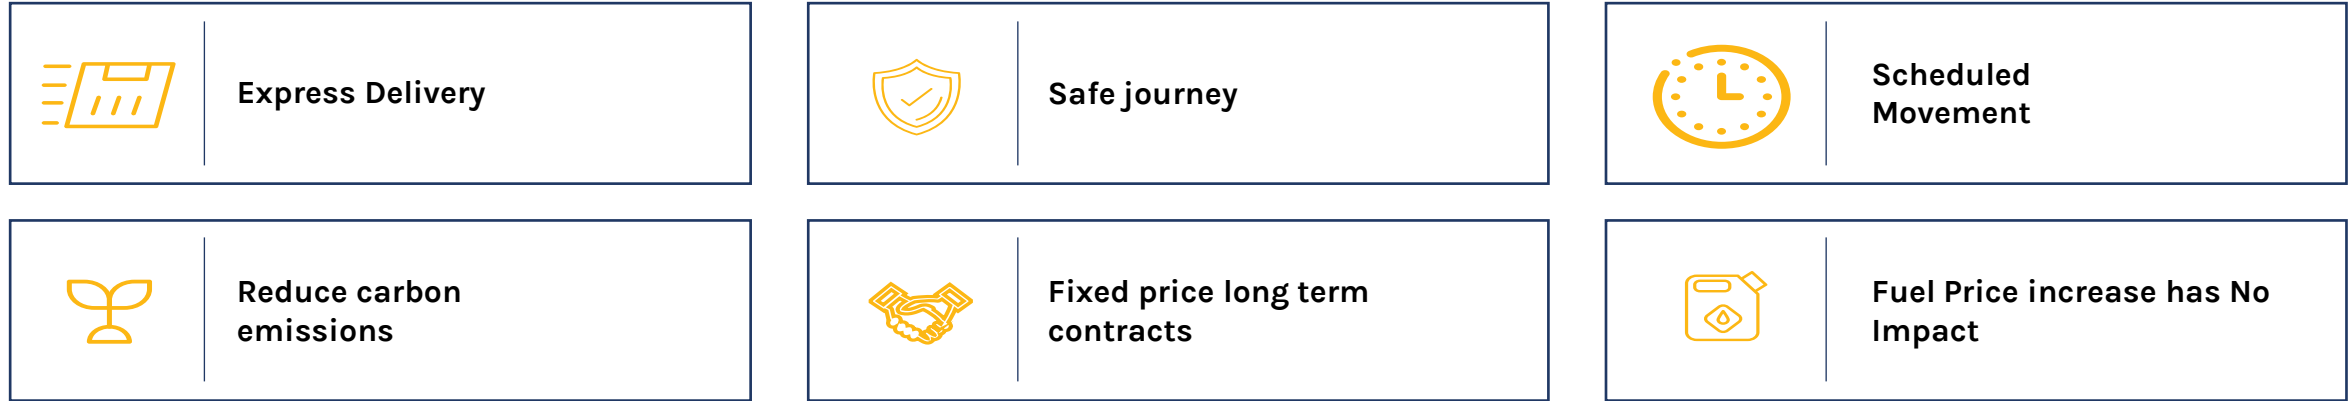 Express Delivery
Safe journey
Scheduled
Movement
Reduce carbon
emissions
Fixed price long term
contracts
Fuel Price increase has No
Impact